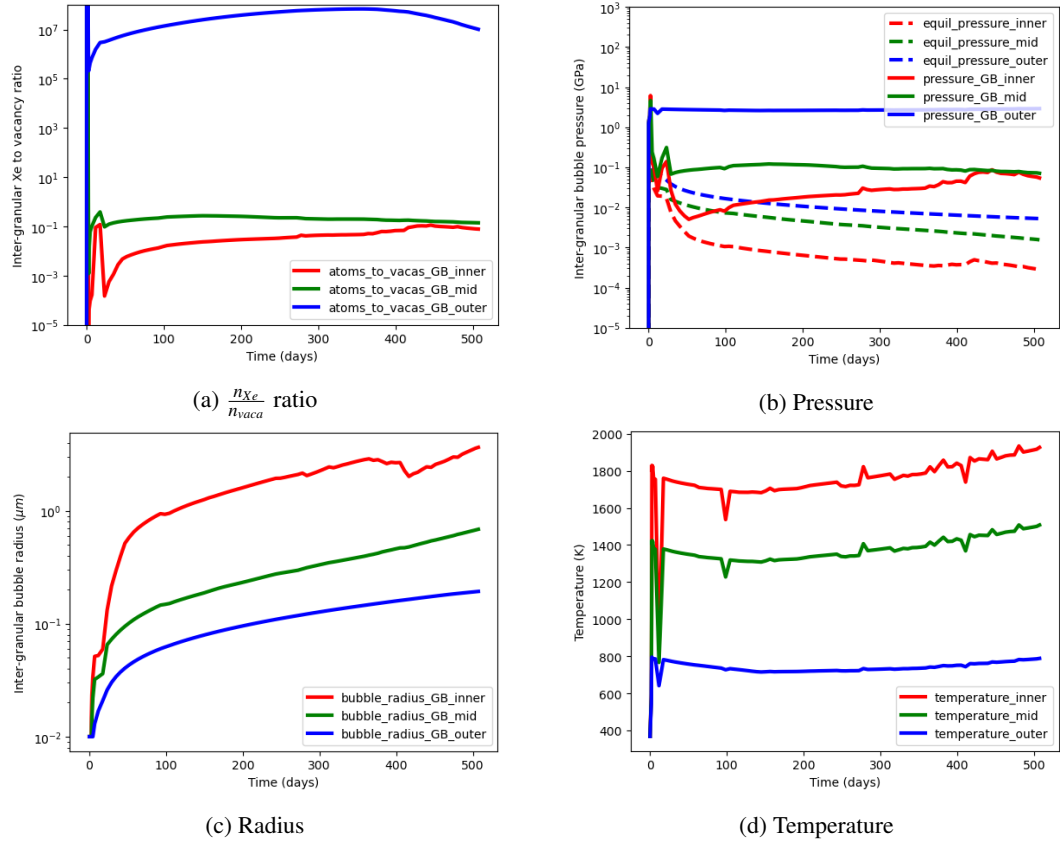 Inter-granular Xe to vacancy ratio
10^7
10^5
10^3
10^1
10^-1
10^-3
10^-5
0 100 200 300 400 500
Time (days)
atoms_to_vacas_GB_inner
atoms_to_vacas_GB_mid
atoms_to_vacas_GB_outer
(a) n_Xe/n_vaca ratio
Inter-granular bubble pressure (GPa)
10^3
10^2
10^1
10^0
10^-1
10^-2
10^-3
10^-4
10^-5
0 100 200 300 400 500
Time (days)
equil_pressure_inner
equil_pressure_mid
equil_pressure_outer
pressure_GB_inner
pressure_GB_mid
pressure_GB_outer
(b) Pressure
Inter-granular bubble radius (μm)
10^0
10^-1
10^-2
0 100 200 300 400 500
Time (days)
bubble_radius_GB_inner
bubble_radius_GB_mid
bubble_radius_GB_outer
(c) Radius
Temperature (K)
2000
1800
1600
1400
1200
1000
800
600
400
0 100 200 300 400 500
Time (days)
temperature_inner
temperature_mid
temperature_outer
(d) Temperature